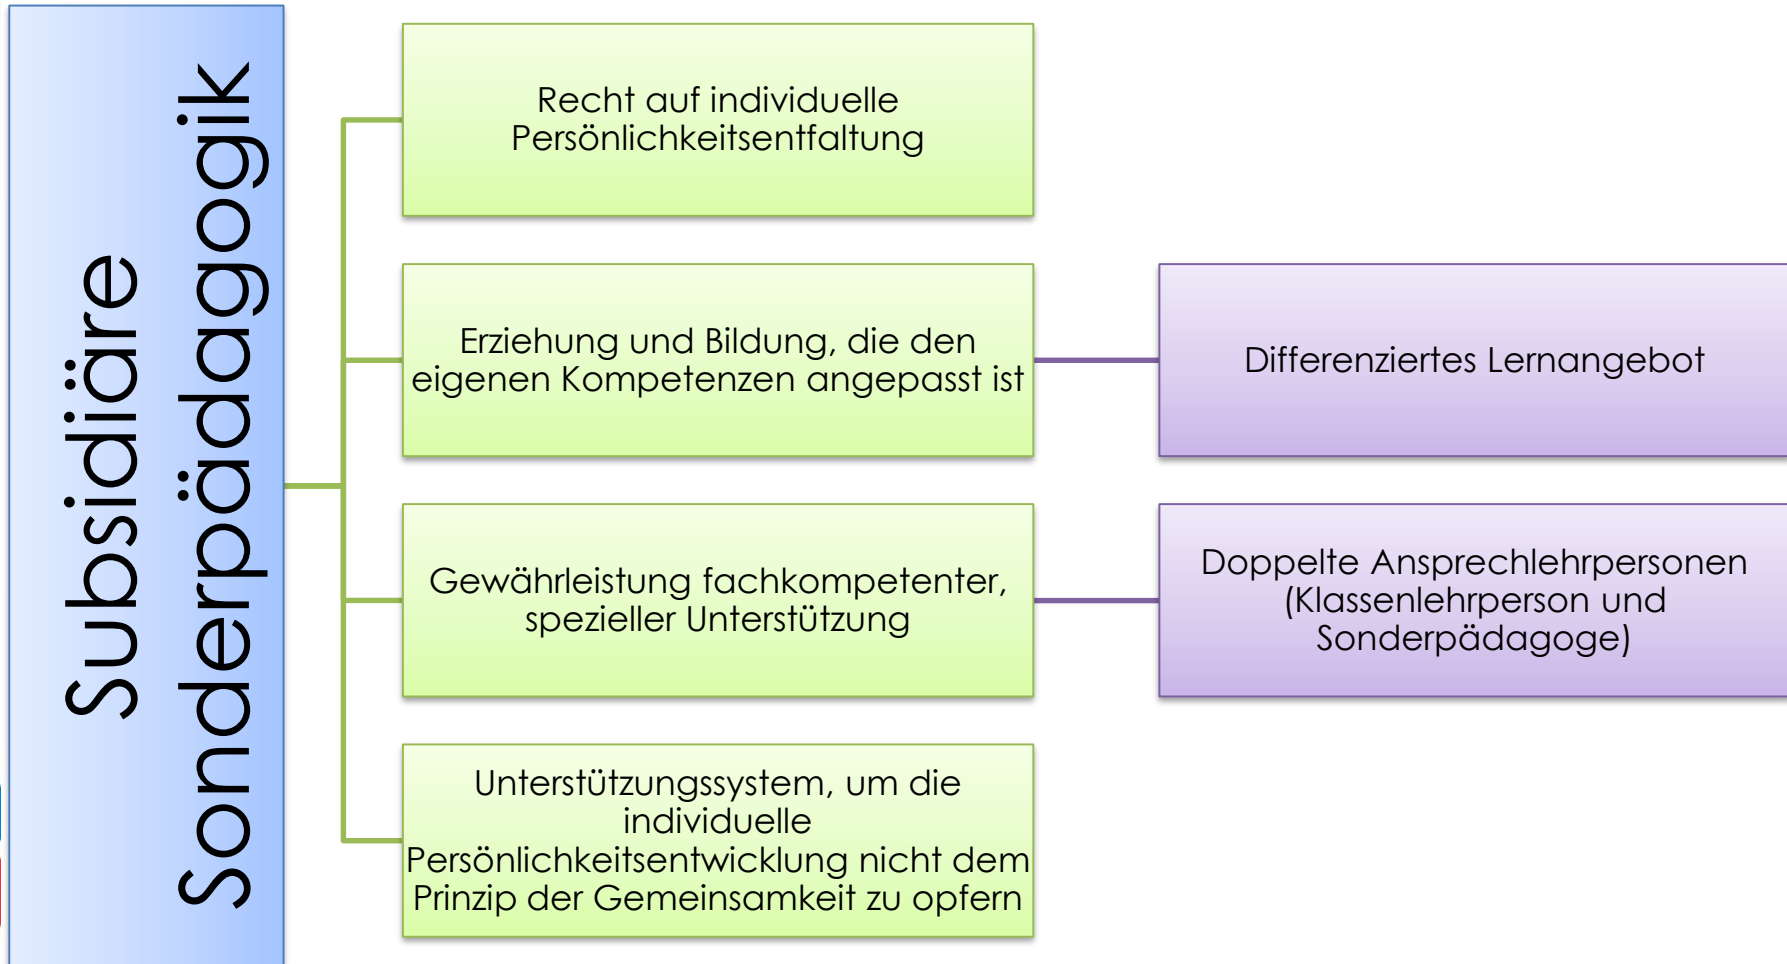 Subsidiäre
Sonderpädagogik
Recht auf individuelle
Persönlichkeitsentfaltung
Erziehung und Bildung, die den
eigenen Kompetenzen angepasst ist
Differenziertes Lernangebot
Gewährleistung fachkompetenter,
spezieller Unterstützung
Doppelte Ansprechlehrpersonen
(Klassenlehrperson und
Sonderpädagoge)
Unterstützungssystem, um die
individuelle
Persönlichkeitsentwicklung nicht dem
Prinzip der Gemeinsamkeit zu opfern